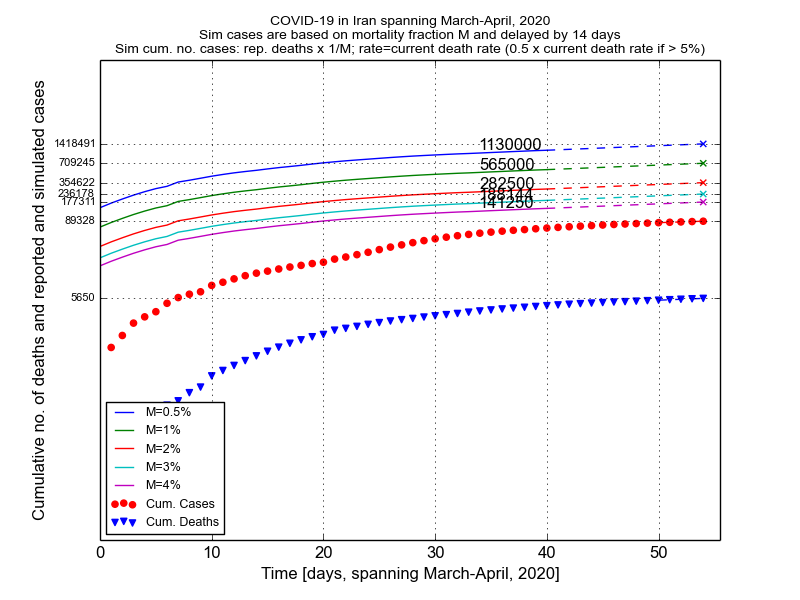 COVID-19 in Iran spanning March-April, 2020
Sim cases are based on mortality fraction M and delayed by 14 days
Sim cum. no. cases: rep. deaths x 1/M; rate=current death rate (0.5 x current death rate if > 5%)
Cumulative no. of deaths and reported and simulated cases
1418491
709245
354622
236178
177311
89328
5650
1130000
565000
282500
188144
141250
M=0.5%
M=1%
M=2%
M=3%
M=4%
Cum. Cases
Cum. Deaths
0 10 20 30 40 50
Time [days, spanning March-April, 2020]